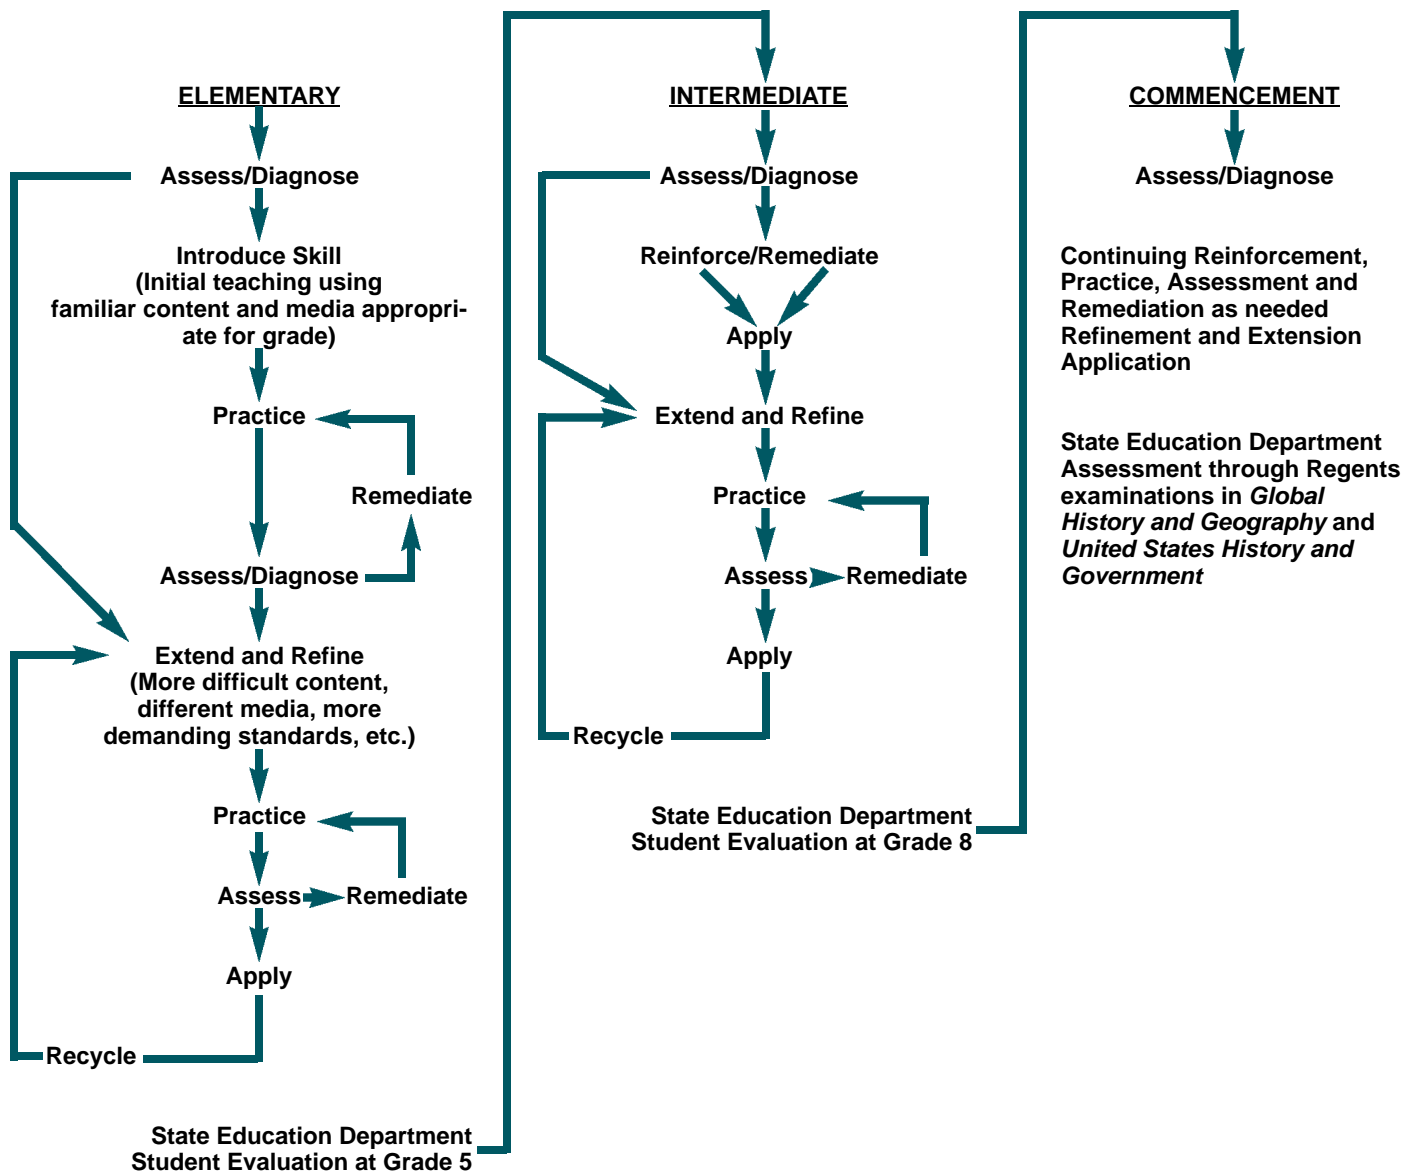 ELEMENTARY
Assess/Diagnose
Introduce Skill
(Initial teaching using
familiar content and media appropri-
ate for grade)
Practice
Remediate
Assess/Diagnose
Extend and Refine
(More difficult content,
different media, more
demanding standards, etc.)
Practice
Assess
Remediate
Apply
Recycle
State Education Department
Student Evaluation at Grade 5
INTERMEDIATE
Assess/Diagnose
Reinforce/Remediate
Apply
Extend and Refine
Practice
Assess
Remediate
Apply
Recycle
State Education Department
Student Evaluation at Grade 8
COMMENCEMENT
Assess/Diagnose
Continuing Reinforcement,
Practice, Assessment and
Remediation as needed
Refinement and Extension
Application
State Education Department
Assessment through Regents
examinations in Global
History and Geography and
United States History and
Government